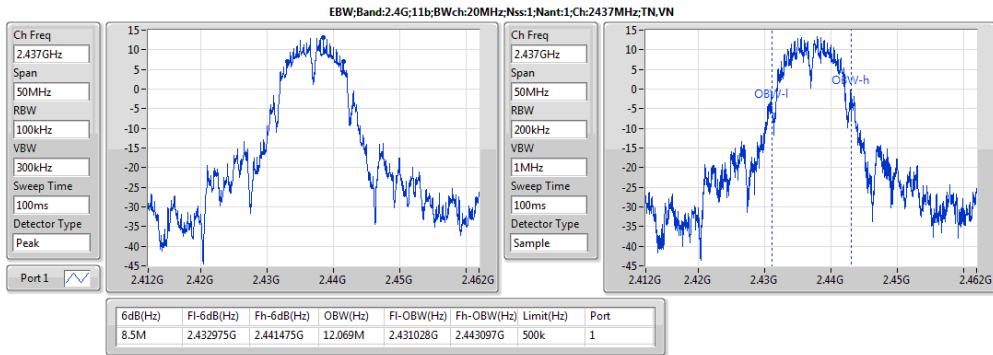 EBW;Band:2.4G;11b;BWch:20MHz;Nss:1;Nant:1;Ch:2437MHz;TN,VN
Ch Freq
2.437GHz
Span
50MHz
RBW
100kHz
VBW
300kHz
Sweep Time
100ms
Detector Type
Peak
Port 1
15
10
5
0
-5
-10
-15
-20
-25
-30
-35
-40
-45
2.412G 2.42G 2.43G 2.44G 2.45G 2.462G
Ch Freq
2.437GHz
Span
50MHz
RBW
200kHz
VBW
1MHz
Sweep Time
100ms
Detector Type
Sample
15
10
5
0
-5
-10
-15
-20
-25
-30
-35
-40
-45
OBW-l
OBW-h
2.412G 2.42G 2.43G 2.44G 2.45G 2.462G
6dB(Hz) Fl-6dB(Hz) Fh-6dB(Hz) OBW(Hz) Fl-OBW(Hz) Fh-OBW(Hz) Limit(Hz) Port
8.5M 2.432975G 2.441475G 12.069M 2.431028G 2.443097G 500k 1